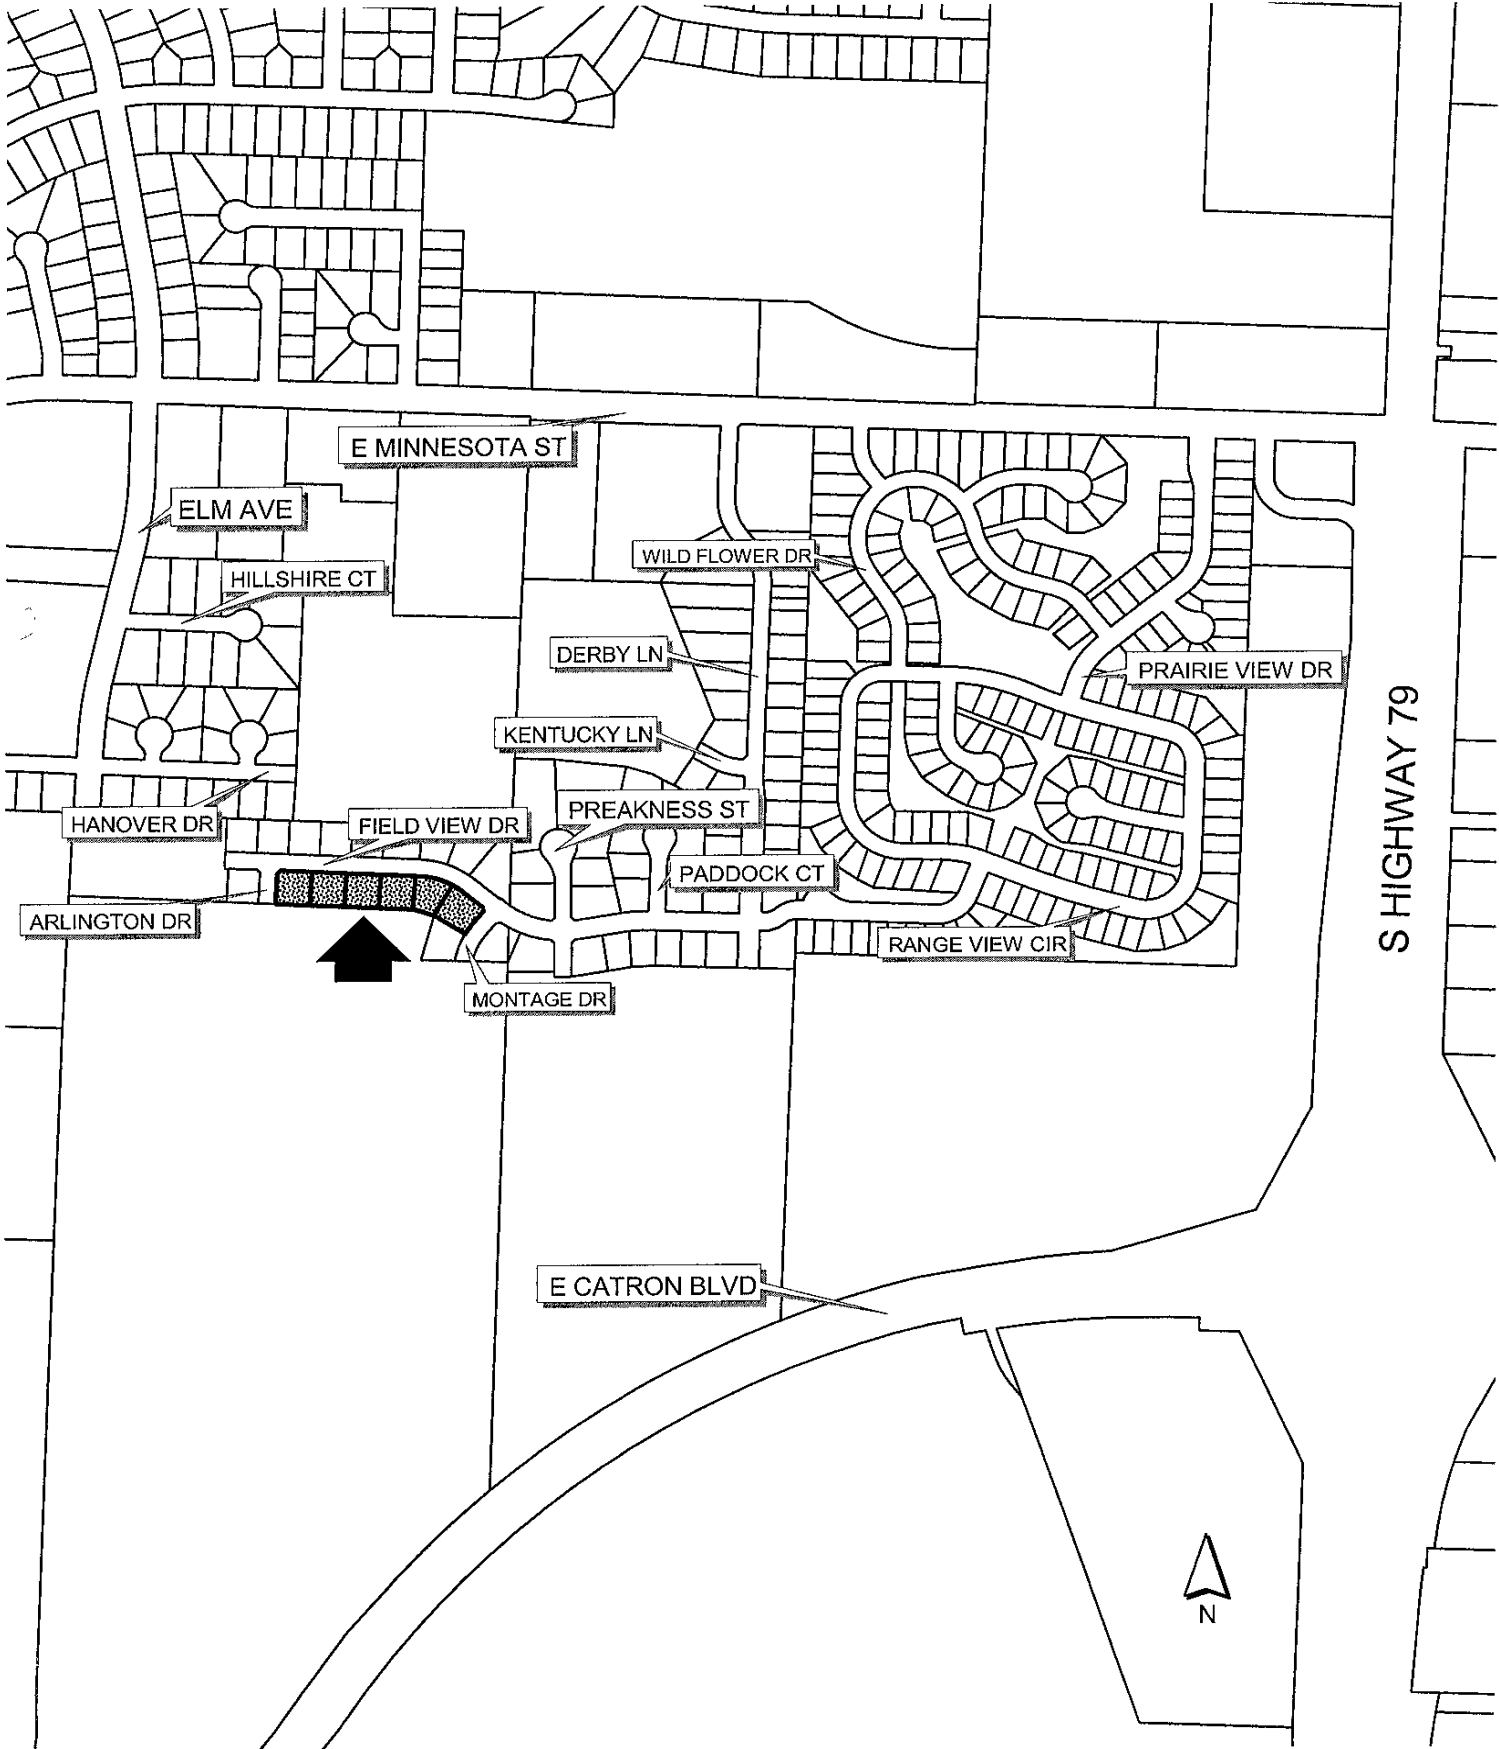 E MINNESOTA ST
ELM AVE
WILD FLOWER DR
HILLSHIRE CT
DERBY LN
PRAIRIE VIEW DR
KENTUCKY LN
S HIGHWAY 79
PREAKNESS ST
HANOVER DR
FIELD VIEW DR
PADDOCK CT
ARLINGTON DR
RANGE VIEW CIR
MONTAGE DR
E CATRON BLVD
N